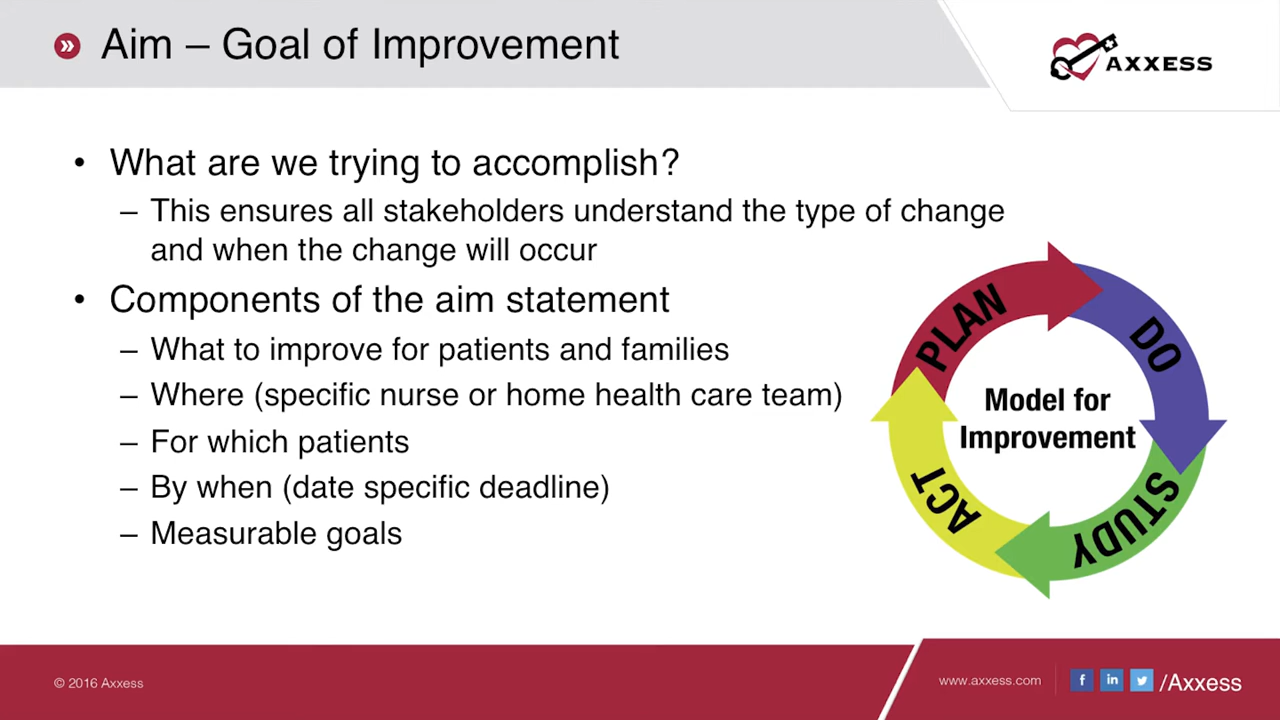 Aim – Goal of Improvement
AXXESS
• What are we trying to accomplish?
– This ensures all stakeholders understand the type of change
and when the change will occur
• Components of the aim statement
– What to improve for patients and families
– Where (specific nurse or home health care team)
– For which patients
– By when (date specific deadline)
– Measurable goals
PLAN
DO
STUDY
ACT
Model for
Improvement
© 2016 Axxess
www.axxess.com
f in /Axxess